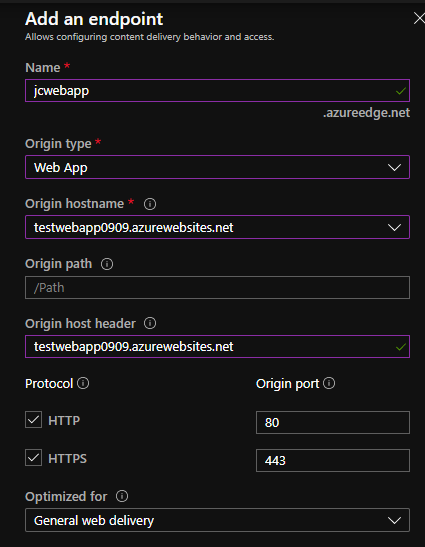 Add an endpoint
Allows configuring content delivery behavior and access.
Name *
jcwebapp
.azureedge.net
Origin type *
Web App
Origin hostname *
testwebapp0909.azurewebsites.net
Origin path
/Path
Origin host header
testwebapp0909.azurewebsites.net
Protocol Origin port
HTTP 80
HTTPS 443
Optimized for
General web delivery